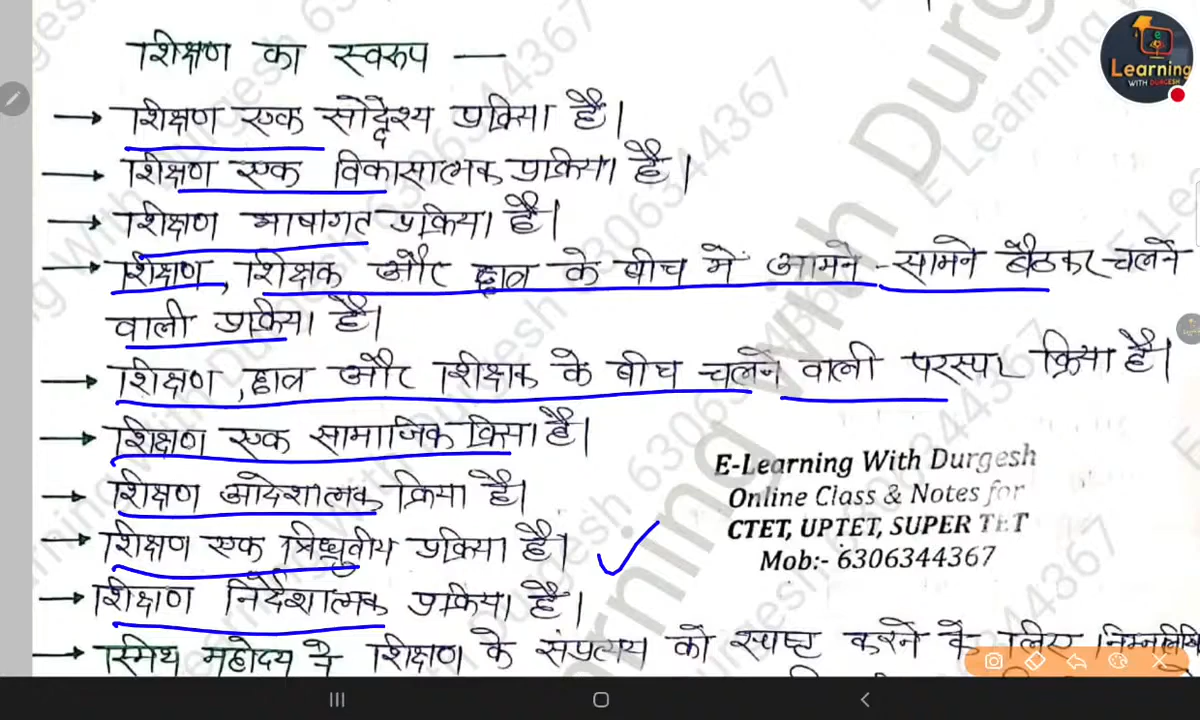 शिक्षण का स्वरूप —
→ शिक्षण एक सोद्देश्य प्रक्रिया है।
→ शिक्षण एक विकासात्मक प्रक्रिया है।
→ शिक्षण भाषागत प्रक्रिया है।
→ शिक्षण, शिक्षक और छात्र के बीच में आमने-सामने बैठकर चलने
वाली प्रक्रिया है।
→ शिक्षण, छात्र और शिक्षक के बीच चलने वाली परस्पर क्रिया है।
→ शिक्षण एक सामाजिक क्रिया है।
→ शिक्षण आदेशात्मक क्रिया है।
→ शिक्षण एक त्रिध्रुवीय प्रक्रिया है।
→ शिक्षण निर्देशात्मक प्रक्रिया है।
→ स्मिथ महोदय ने शिक्षण के संप्रत्यय को स्पष्ट करने के लिए
E-Learning With Durgesh
Online Class & Notes for
CTET, UPTET, SUPER TET
Mob:- 6306344367
Learning
WITH DURGESH